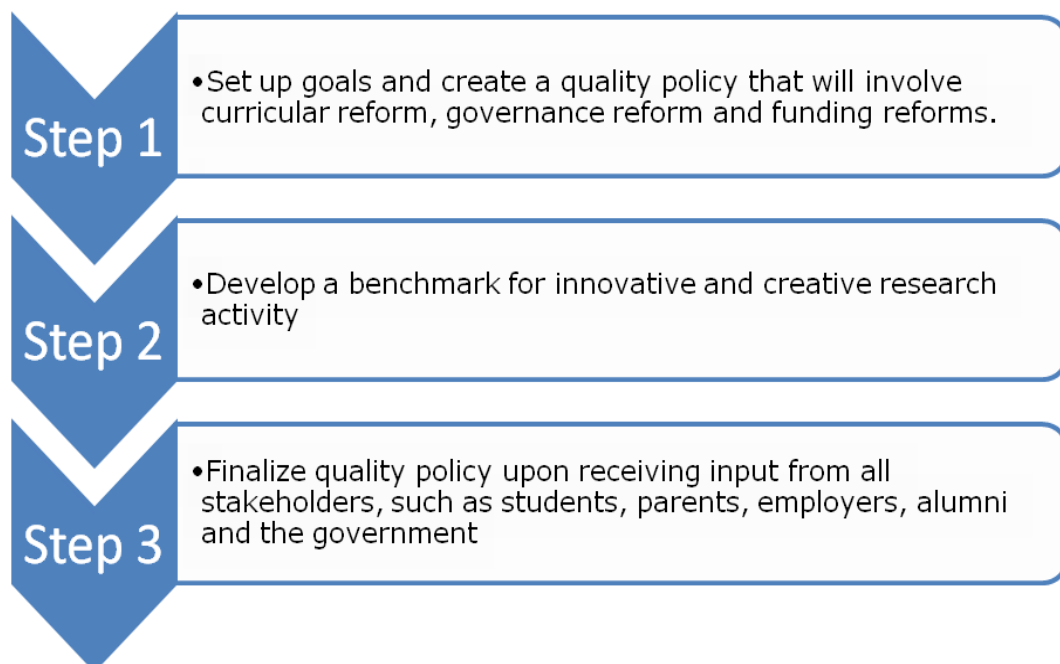 Step 1
•Set up goals and create a quality policy that will involve
curricular reform, governance reform and funding reforms.
Step 2
•Develop a benchmark for innovative and creative research
activity
Step 3
•Finalize quality policy upon receiving input from all
stakeholders, such as students, parents, employers, alumni
and the government